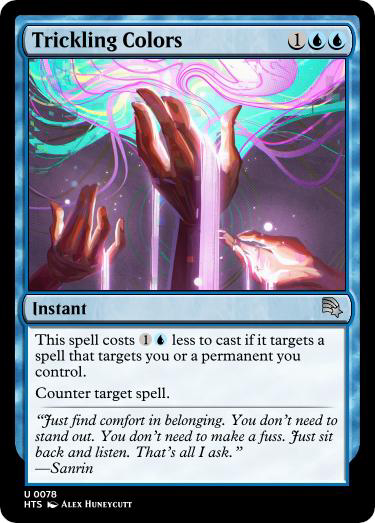 Trickling Colors 1
Instant
This spell costs 1 less to cast if it targets a
spell that targets you or a permanent you
control.
Counter target spell.
“Just find comfort in belonging. You don’t need to
stand out. You don’t need to make a fuss. Just sit
back and listen. That’s all I ask.”
—Sanrin
U 0078
HTS Alex Huneycutt